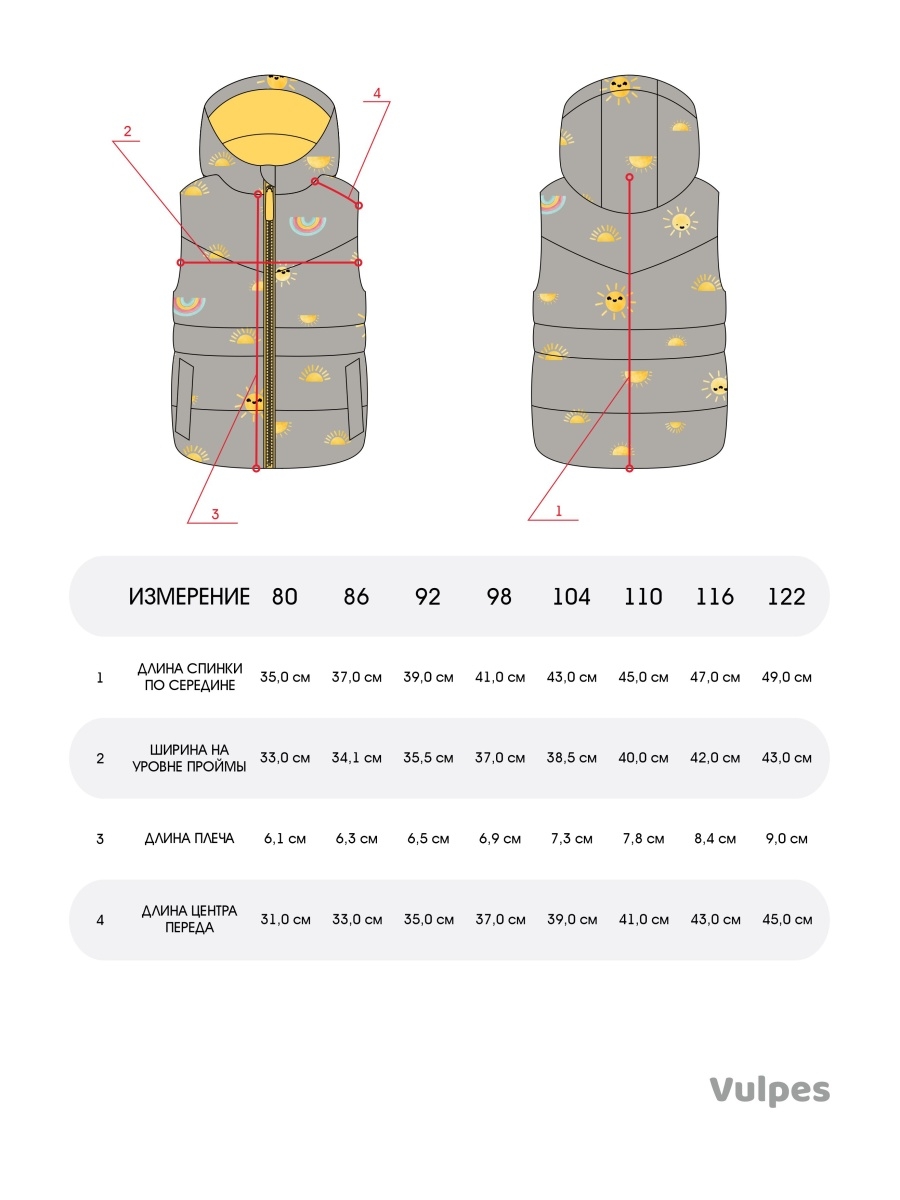 4
2
3
1
ИЗМЕРЕНИЕ 80 86 92 98 104 110 116 122
1 ДЛИНА СПИНКИ 35,0 см 37,0 см 39,0 см 41,0 см 43,0 см 45,0 см 47,0 см 49,0 см
ПО СЕРЕДИНЕ
2 ШИРИНА НА 33,0 см 34,1 см 35,5 см 37,0 см 38,5 см 40,0 см 42,0 см 43,0 см
УРОВНЕ ПРОЙМЫ
3 ДЛИНА ПЛЕЧА 6,1 см 6,3 см 6,5 см 6,9 см 7,3 см 7,8 см 8,4 см 9,0 см
4 ДЛИНА ЦЕНТРА 31,0 см 33,0 см 35,0 см 37,0 см 39,0 см 41,0 см 43,0 см 45,0 см
ПЕРЕДА
Vulpes